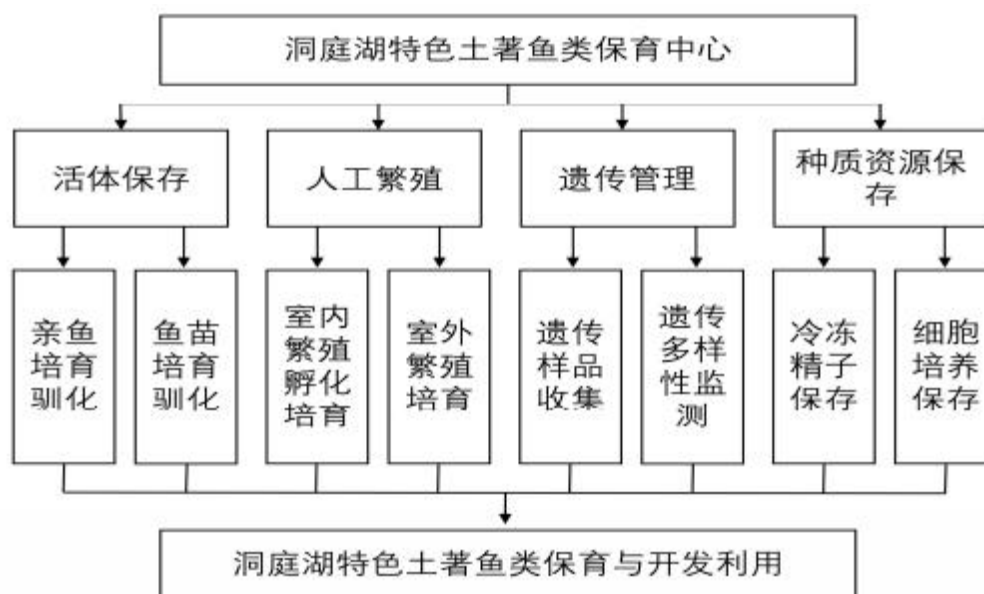 洞庭湖特色土著鱼类保育中心
活体保存
人工繁殖
遗传管理
种质资源保
存
亲鱼
培育
驯化
鱼苗
培育
驯化
室内
繁殖
孵化
培育
室外
繁殖
培育
遗传
样品
收集
遗传
多样
性监
测
冷冻
精子
保存
细胞
培养
保存
洞庭湖特色土著鱼类保育与开发利用